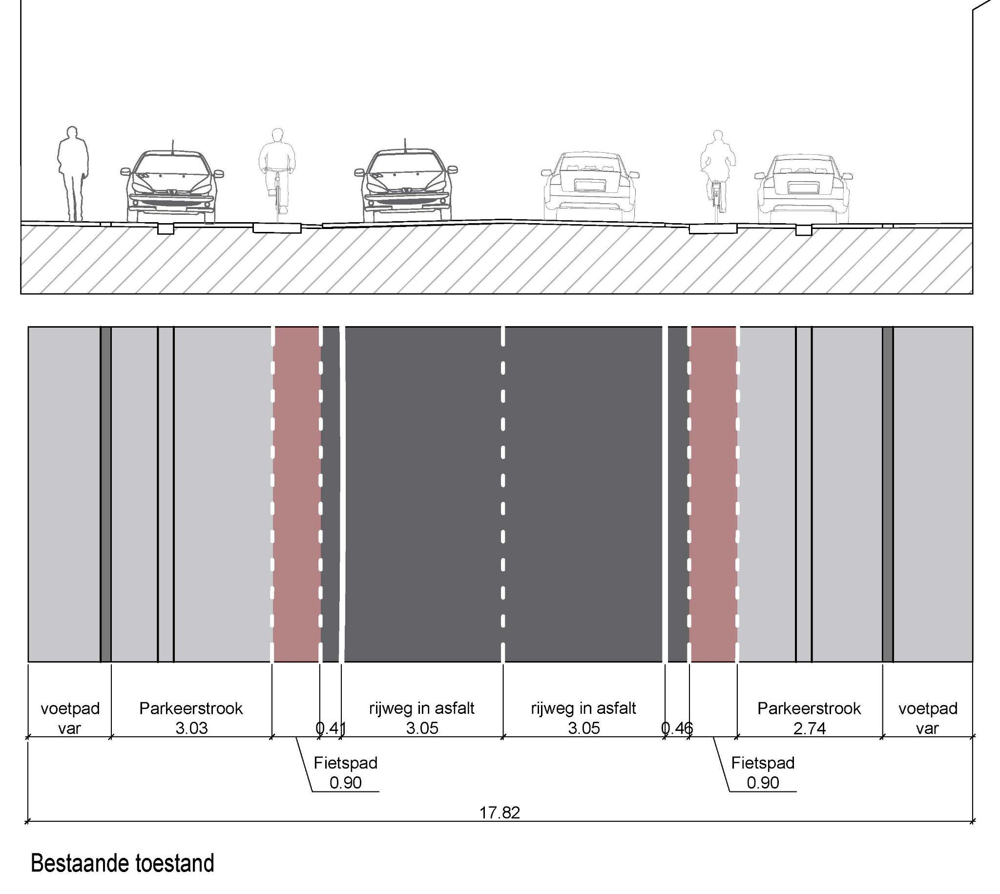 voetpad Parkeerstrook rijweg in asfalt rijweg in asfalt Parkeerstrook voetpad
var 3.03 0.41 3.05 3.05 0.46 2.74 var
Fietspad Fietspad
0.90 0.90
17.82
Bestaande toestand